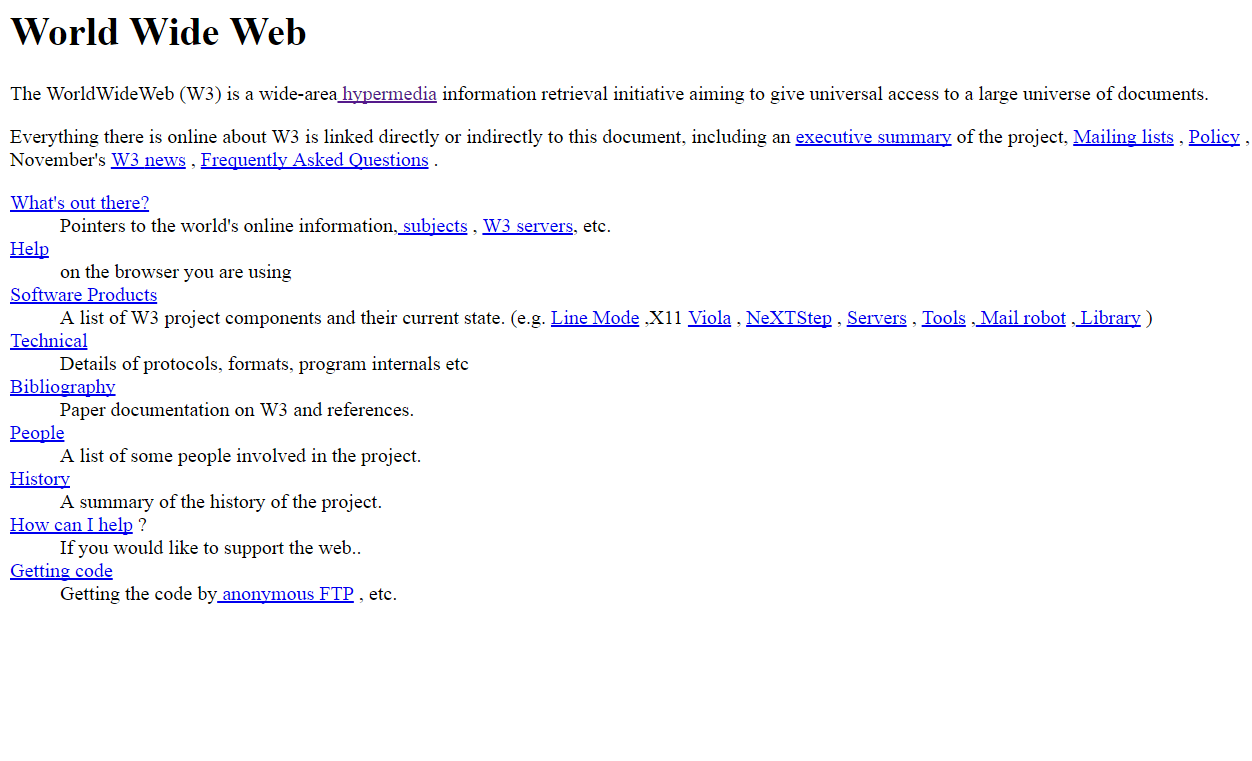 World Wide Web
The WorldWideWeb (W3) is a wide-area hypermedia information retrieval initiative aiming to give universal access to a large universe of documents.
Everything there is online about W3 is linked directly or indirectly to this document, including an executive summary of the project, Mailing lists , Policy ,
November's W3 news , Frequently Asked Questions .
What's out there?
Pointers to the world's online information, subjects , W3 servers, etc.
Help
on the browser you are using
Software Products
A list of W3 project components and their current state. (e.g. Line Mode ,X11 Viola , NeXTStep , Servers , Tools , Mail robot , Library )
Technical
Details of protocols, formats, program internals etc
Bibliography
Paper documentation on W3 and references.
People
A list of some people involved in the project.
History
A summary of the history of the project.
How can I help ?
If you would like to support the web..
Getting code
Getting the code by anonymous FTP , etc.